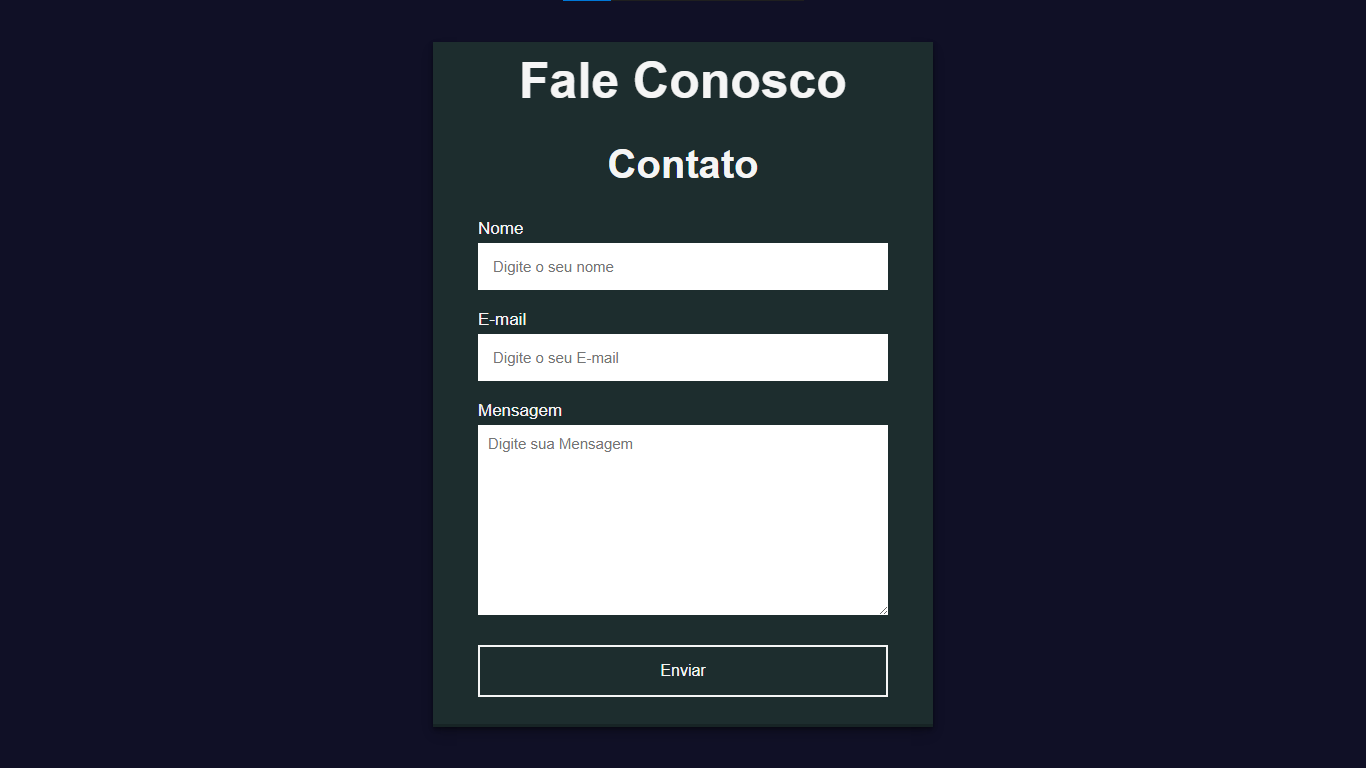 Fale Conosco
Contato
Nome
Digite o seu nome
E-mail
Digite o seu E-mail
Mensagem
Digite sua Mensagem
Enviar